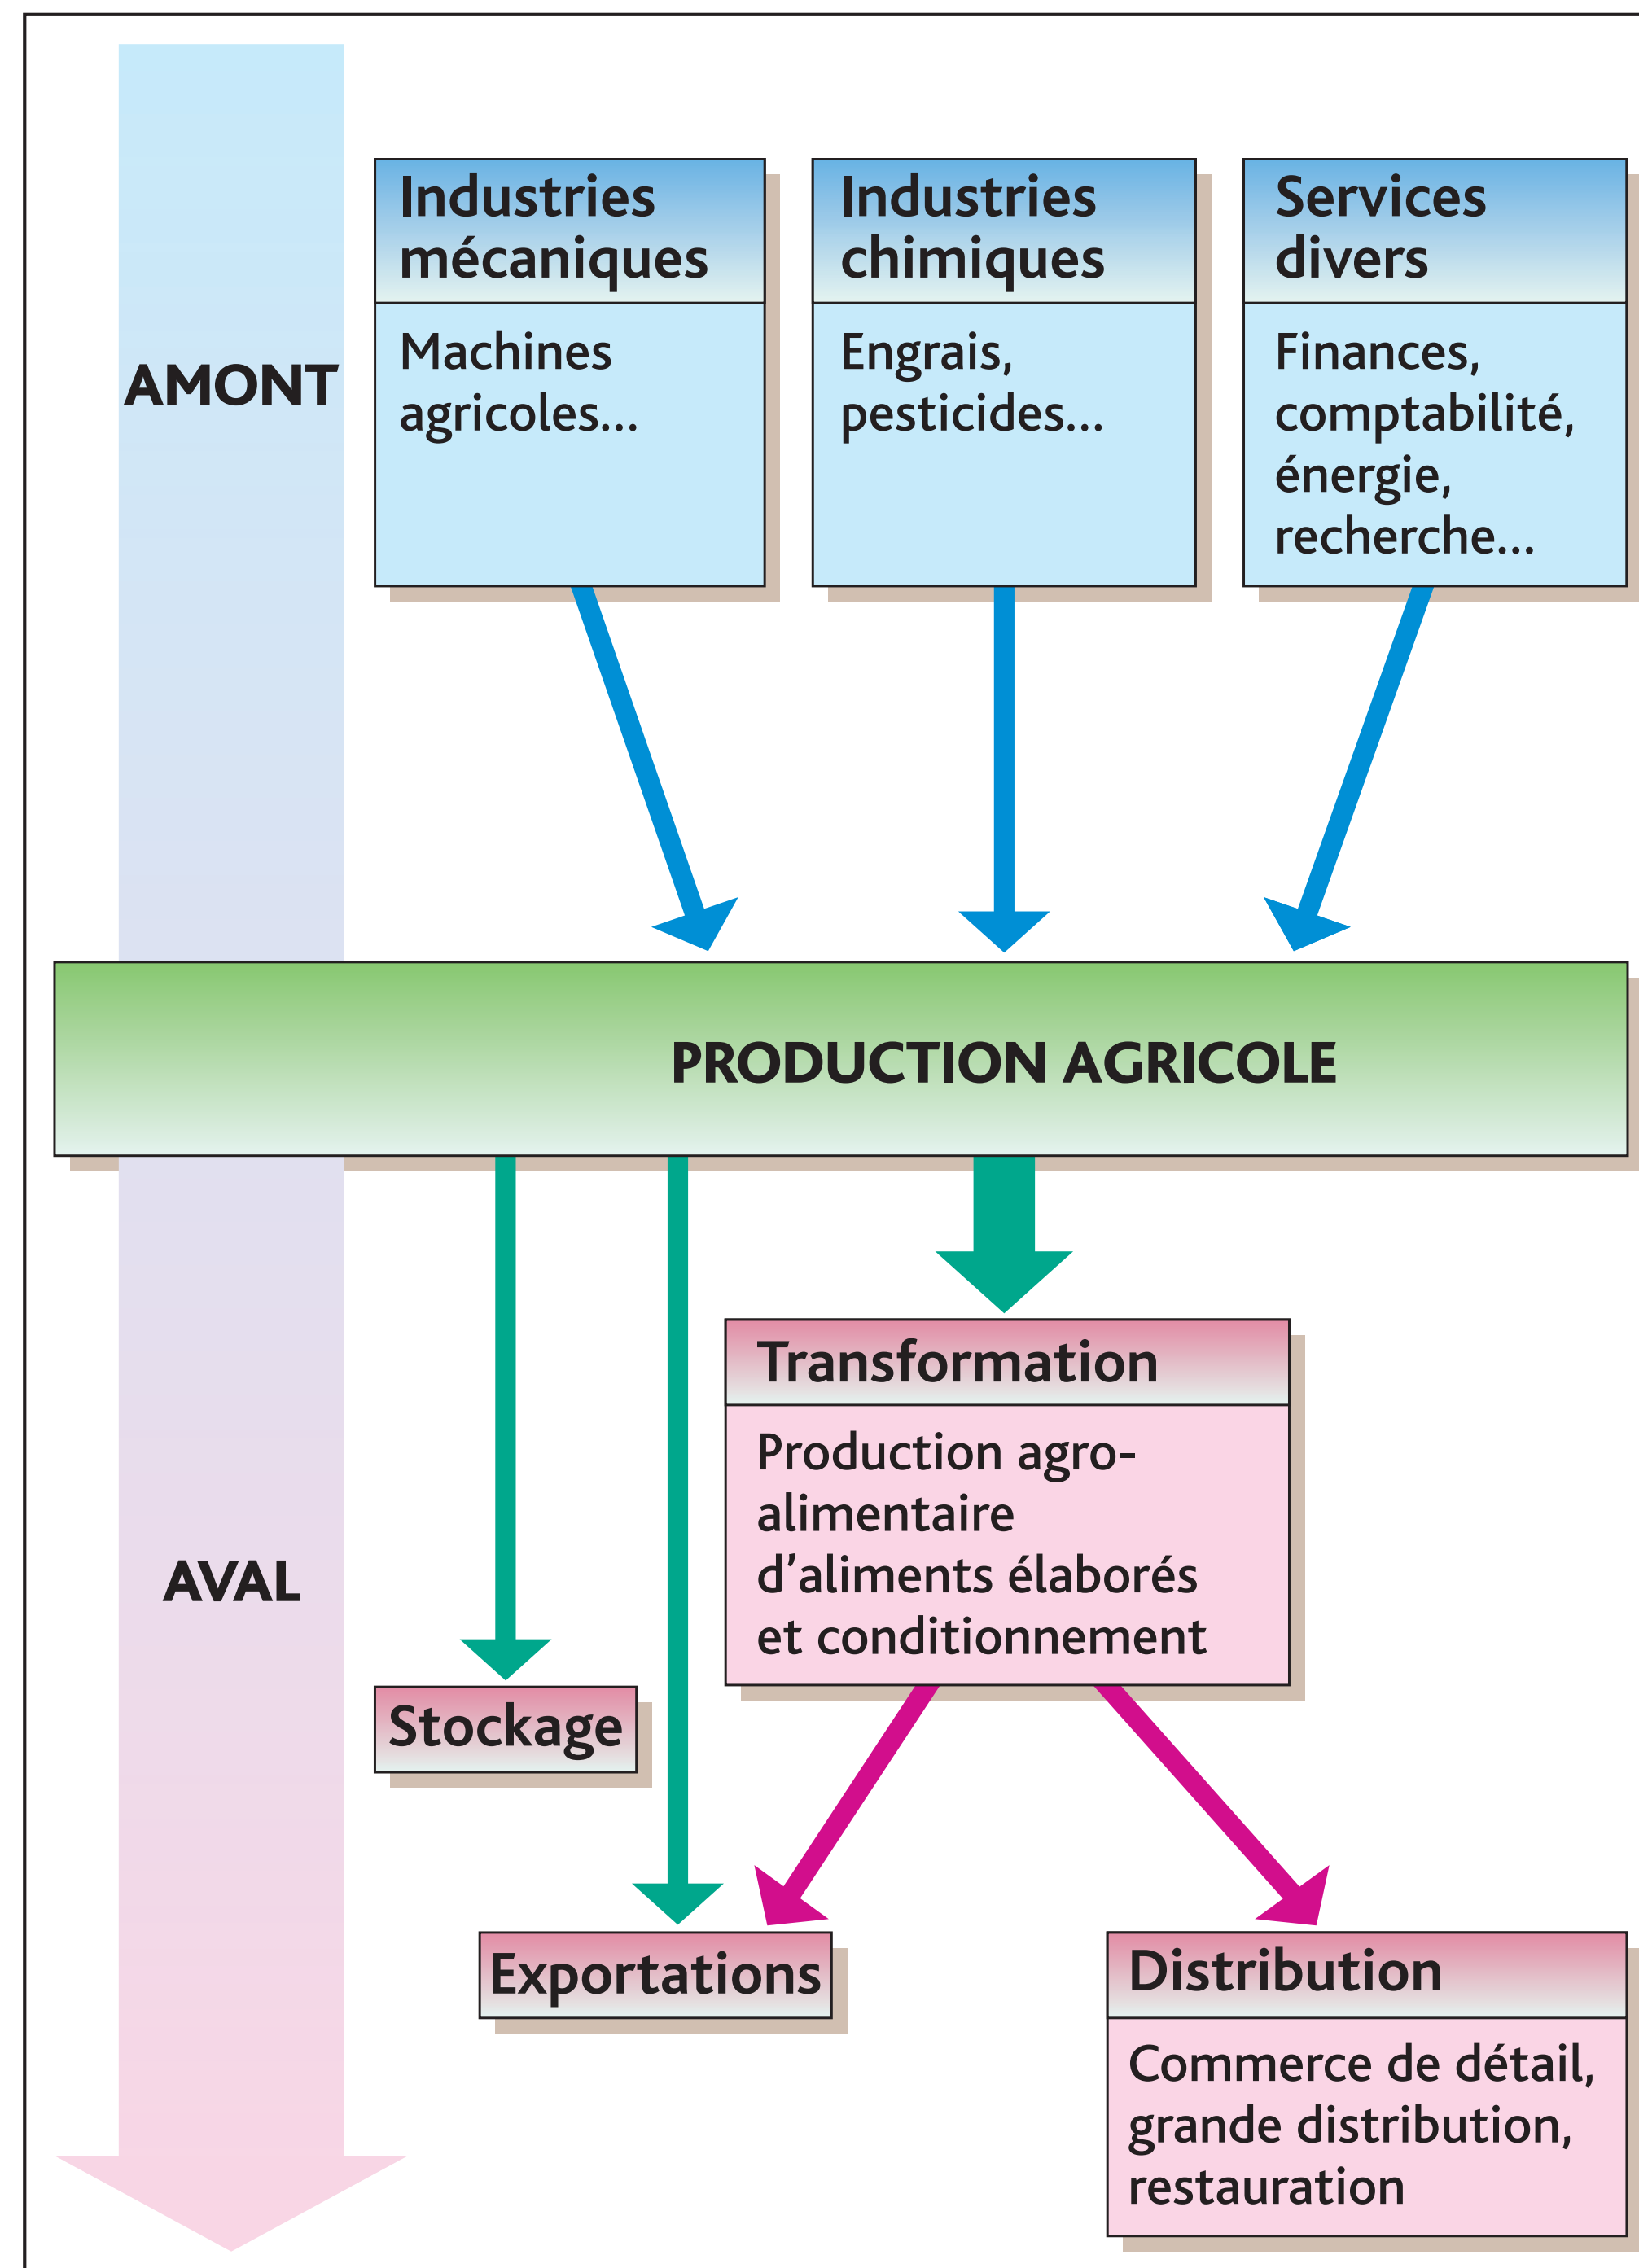 Industries
mécaniques
Machines
agricoles…
Industries
chimiques
Engrais,
pesticides…
Services
divers
Finances,
comptabilité,
énergie,
recherche…
AMONT
PRODUCTION AGRICOLE
Transformation
Production agro-
alimentaire
d’aliments élaborés
et conditionnement
AVAL
Stockage
Exportations
Distribution
Commerce de détail,
grande distribution,
restauration